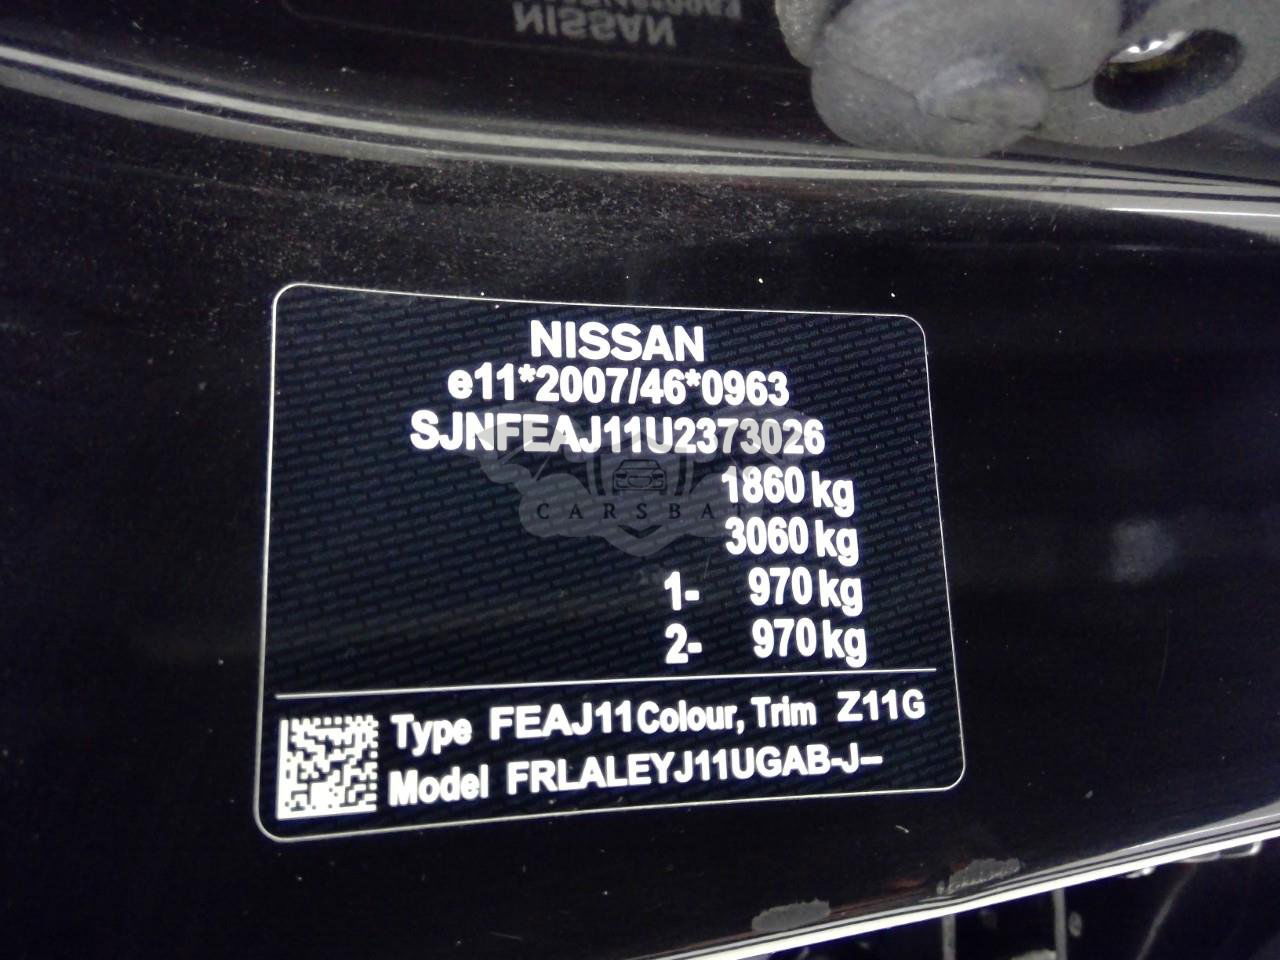 NISSAN
NISSAN
e11*2007/46*0963
SJNFEAJ11U2373026
1860 kg
3060 kg
1- 970 kg
2- 970 kg
Type FEAJ11 Colour, Trim Z11G
Model FRLALEYJ11UGAB-J--